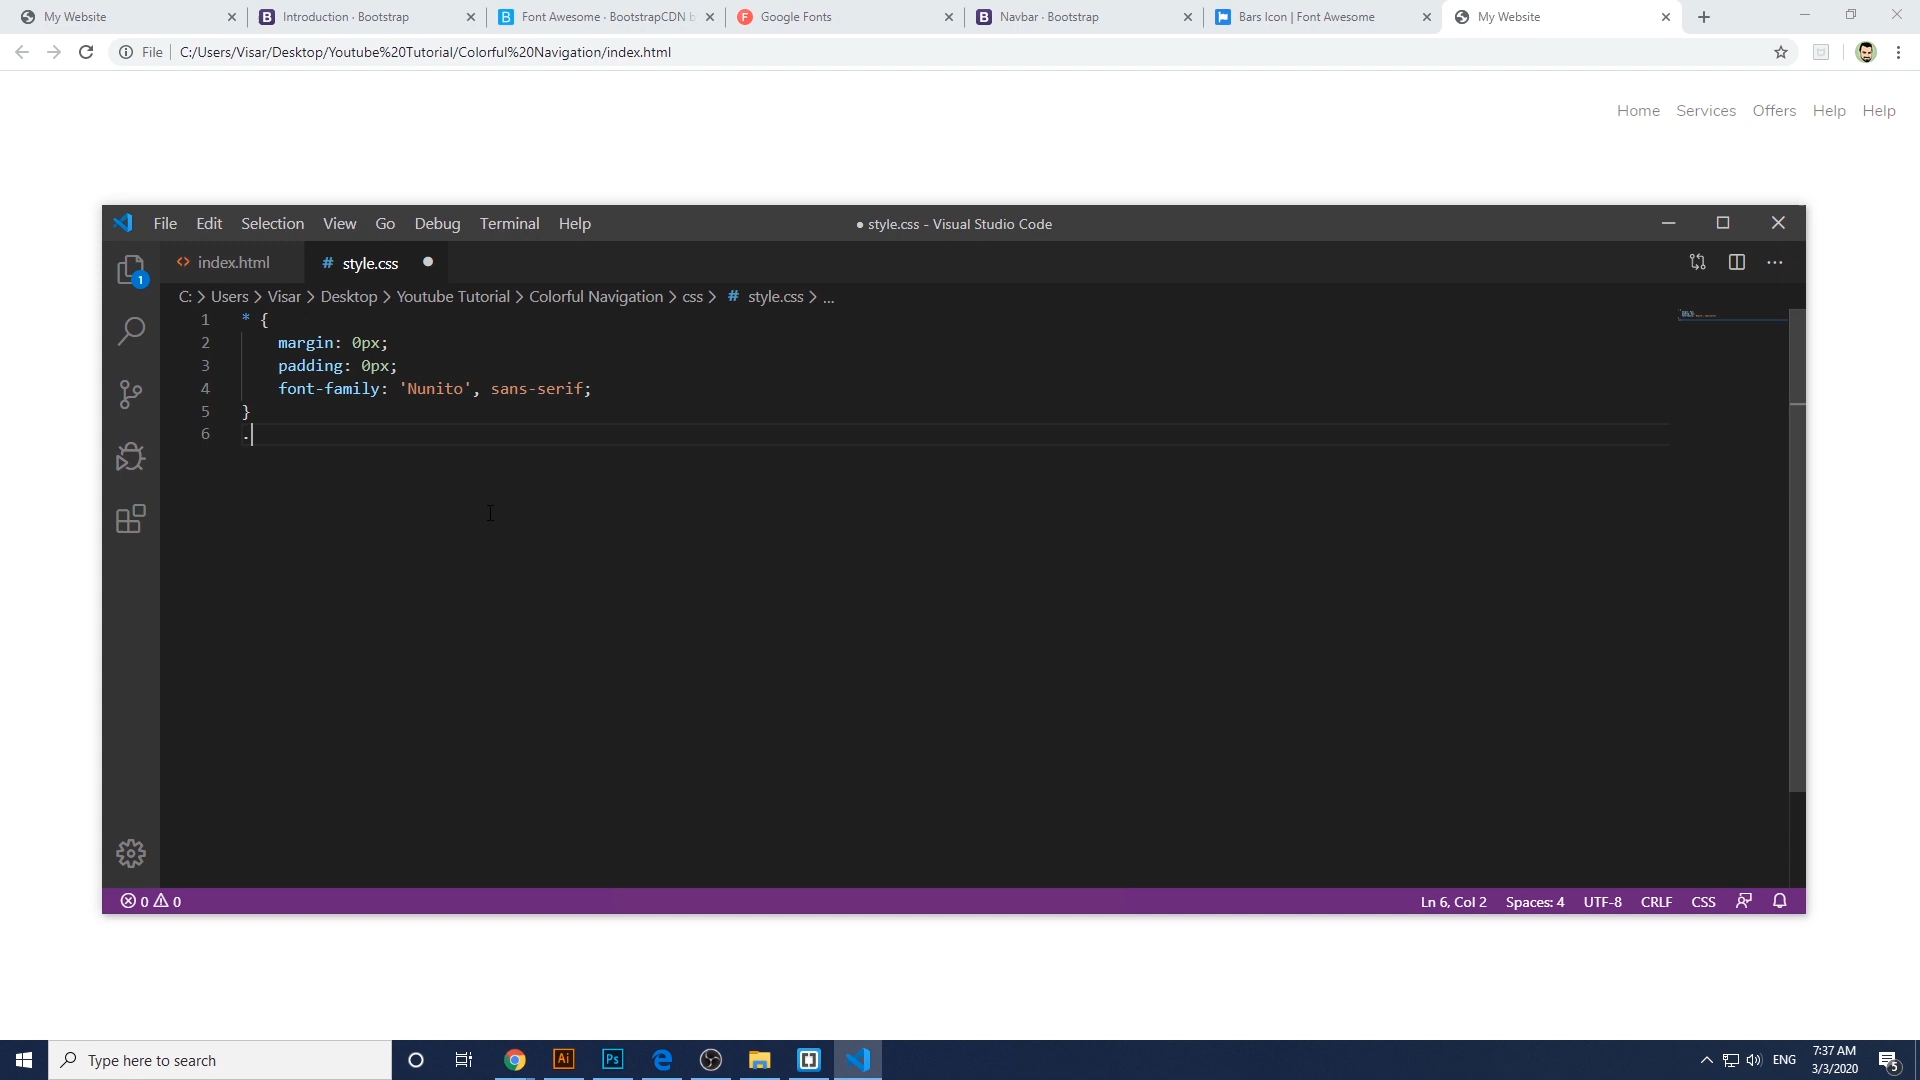 My Website
Introduction · Bootstrap
Font Awesome · BootstrapCDN b
Google Fonts
Navbar · Bootstrap
Bars Icon | Font Awesome
My Website
File
C:/Users/Visar/Desktop/Youtube%20Tutorial/Colorful%20Navigation/index.html
Home Services Offers Help Help
File Edit Selection View Go Debug Terminal Help
● style.css - Visual Studio Code
1
<> index.html
# style.css ●
C: > Users > Visar > Desktop > Youtube Tutorial > Colorful Navigation > css > # style.css > ...
1 * {
2 margin: 0px;
3 padding: 0px;
4 font-family: 'Nunito', sans-serif;
5 }
6 .
0 0
Ln 6, Col 2 Spaces: 4 UTF-8 CRLF CSS
Type here to search
Ai
Ps
ENG
7:37 AM
3/3/2020
5